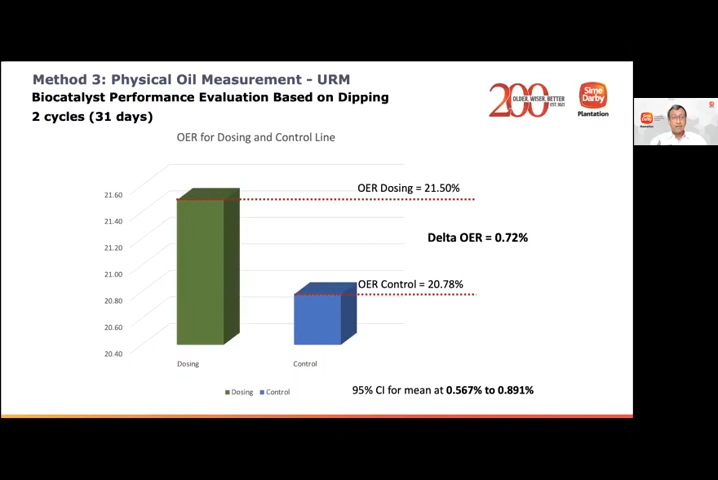 Method 3: Physical Oil Measurement - URM
Biocatalyst Performance Evaluation Based on Dipping
2 cycles (31 days)
200
OLDER. WISER. BETTER
EST. 1821
Sime
Darby
Plantation
OER for Dosing and Control Line
21.60
21.40
21.20
21.00
20.80
20.60
20.40
OER Dosing = 21.50%
Delta OER = 0.72%
OER Control = 20.78%
Dosing
Control
Dosing Control
95% CI for mean at 0.567% to 0.891%